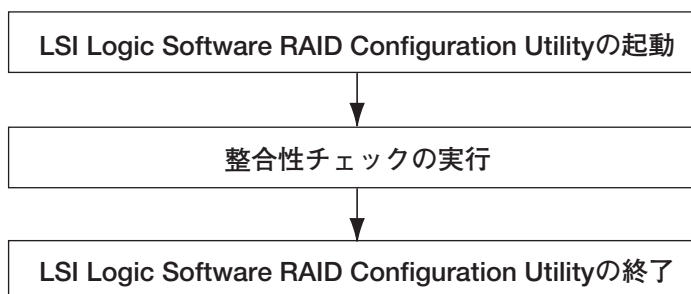 LSI Logic Software RAID Configuration Utilityの起動
整合性チェックの実行
LSI Logic Software RAID Configuration Utilityの終了